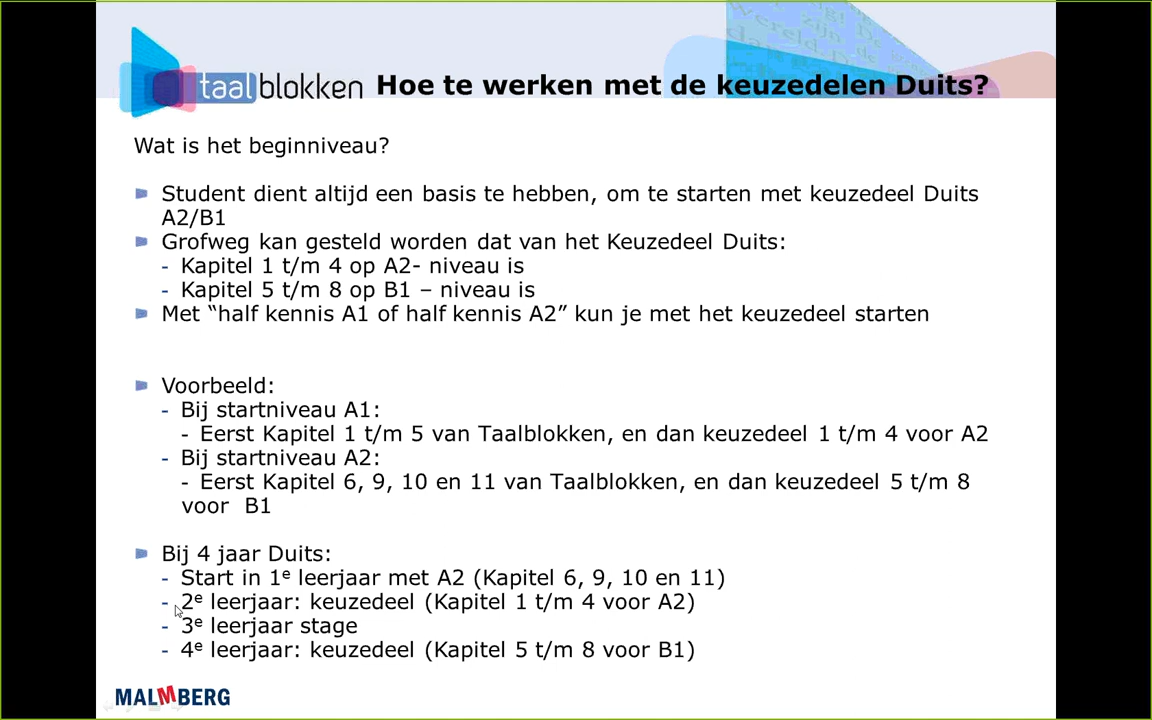 taalblokken Hoe te werken met de keuzedelen Duits?
Wat is het beginniveau?
Student dient altijd een basis te hebben, om te starten met keuzedeel Duits
A2/B1
Grofweg kan gesteld worden dat van het Keuzedeel Duits:
- Kapitel 1 t/m 4 op A2- niveau is
- Kapitel 5 t/m 8 op B1 – niveau is
Met “half kennis A1 of half kennis A2” kun je met het keuzedeel starten
Voorbeeld:
- Bij startniveau A1:
- Eerst Kapitel 1 t/m 5 van Taalblokken, en dan keuzedeel 1 t/m 4 voor A2
- Bij startniveau A2:
- Eerst Kapitel 6, 9, 10 en 11 van Taalblokken, en dan keuzedeel 5 t/m 8
voor B1
Bij 4 jaar Duits:
- Start in 1e leerjaar met A2 (Kapitel 6, 9, 10 en 11)
- 2e leerjaar: keuzedeel (Kapitel 1 t/m 4 voor A2)
- 3e leerjaar stage
- 4e leerjaar: keuzedeel (Kapitel 5 t/m 8 voor B1)
MALMBERG